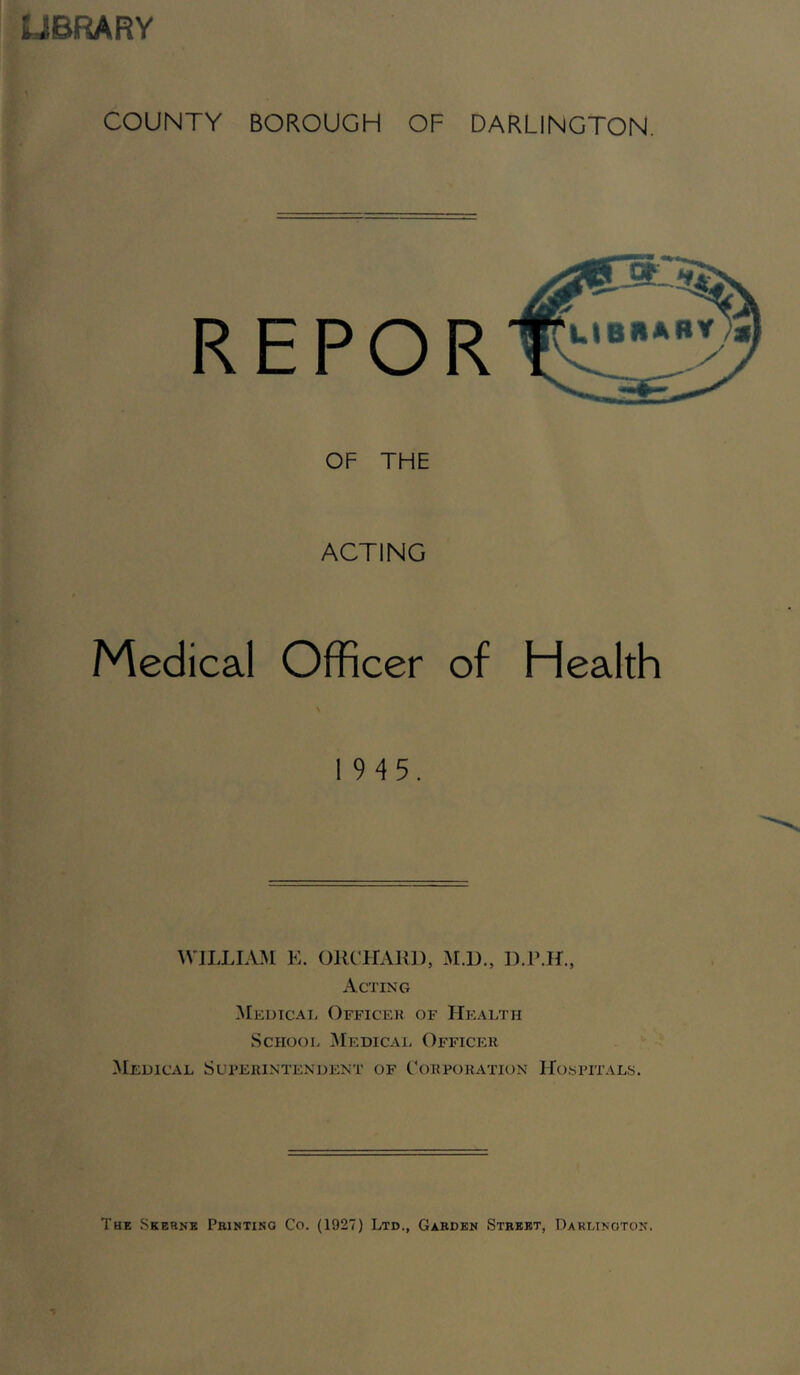 LIBRARY
COUNTY BOROUGH OF DARLINGTON.
REPORT
LIBRARY
OF THE
ACTING
Medical Officer of Health
1945.
WILLIAM E. ORCHARD, M.D., D.P.H.,
Acting
Medical Officer of Health
School Medical Officer
Medical Superintendent of Corporation Hospitals.
The Skerne Printing Co. (1927) Ltd., Garden Street, Darlington.